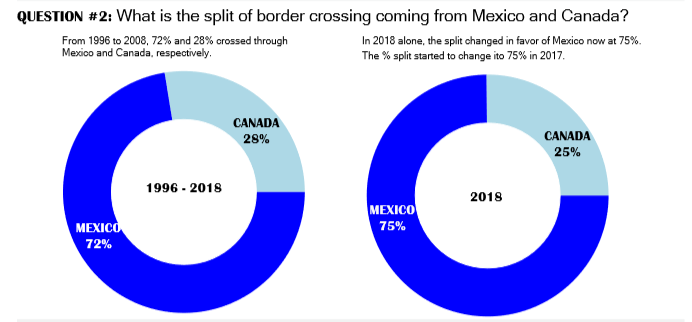 QUESTION #2: What is the split of border crossing coming from Mexico and Canada?
From 1996 to 2008, 72% and 28% crossed through
Mexico and Canada, respectively.
In 2018 alone, the split changed in favor of Mexico now at 75%.
The % split started to change ito 75% in 2017.
CANADA
28%
1996 - 2018
MEXICO
72%
CANADA
25%
2018
MEXICO
75%